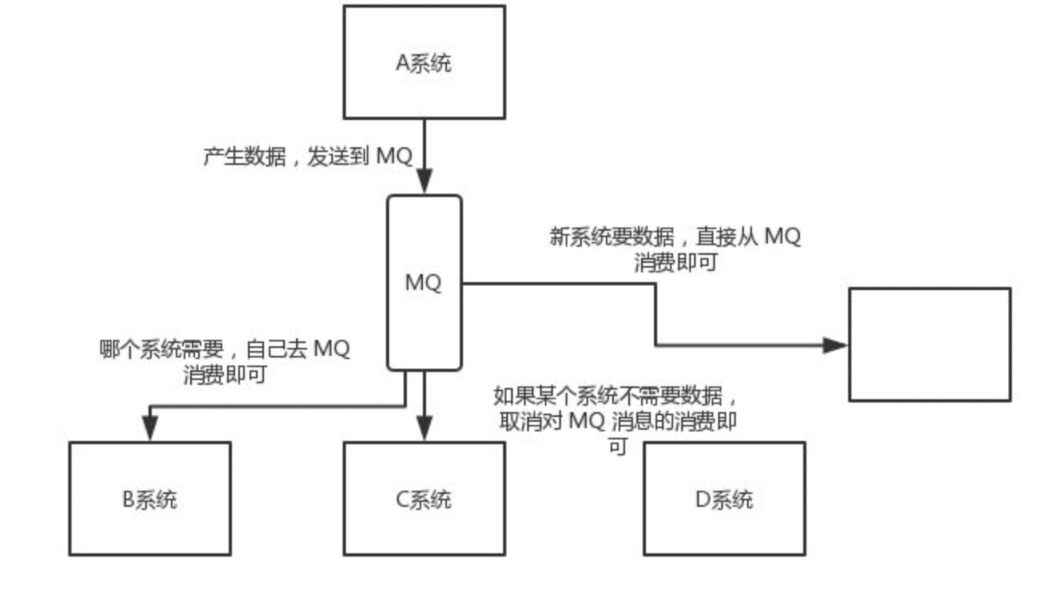 A系统
产生数据，发送到 MQ
新系统要数据，直接从 MQ
消费即可
MQ
哪个系统需要，自己去 MQ
消费即可
如果某个系统不需要数据，
取消对 MQ 消息的消费即
可
B系统
C系统
D系统